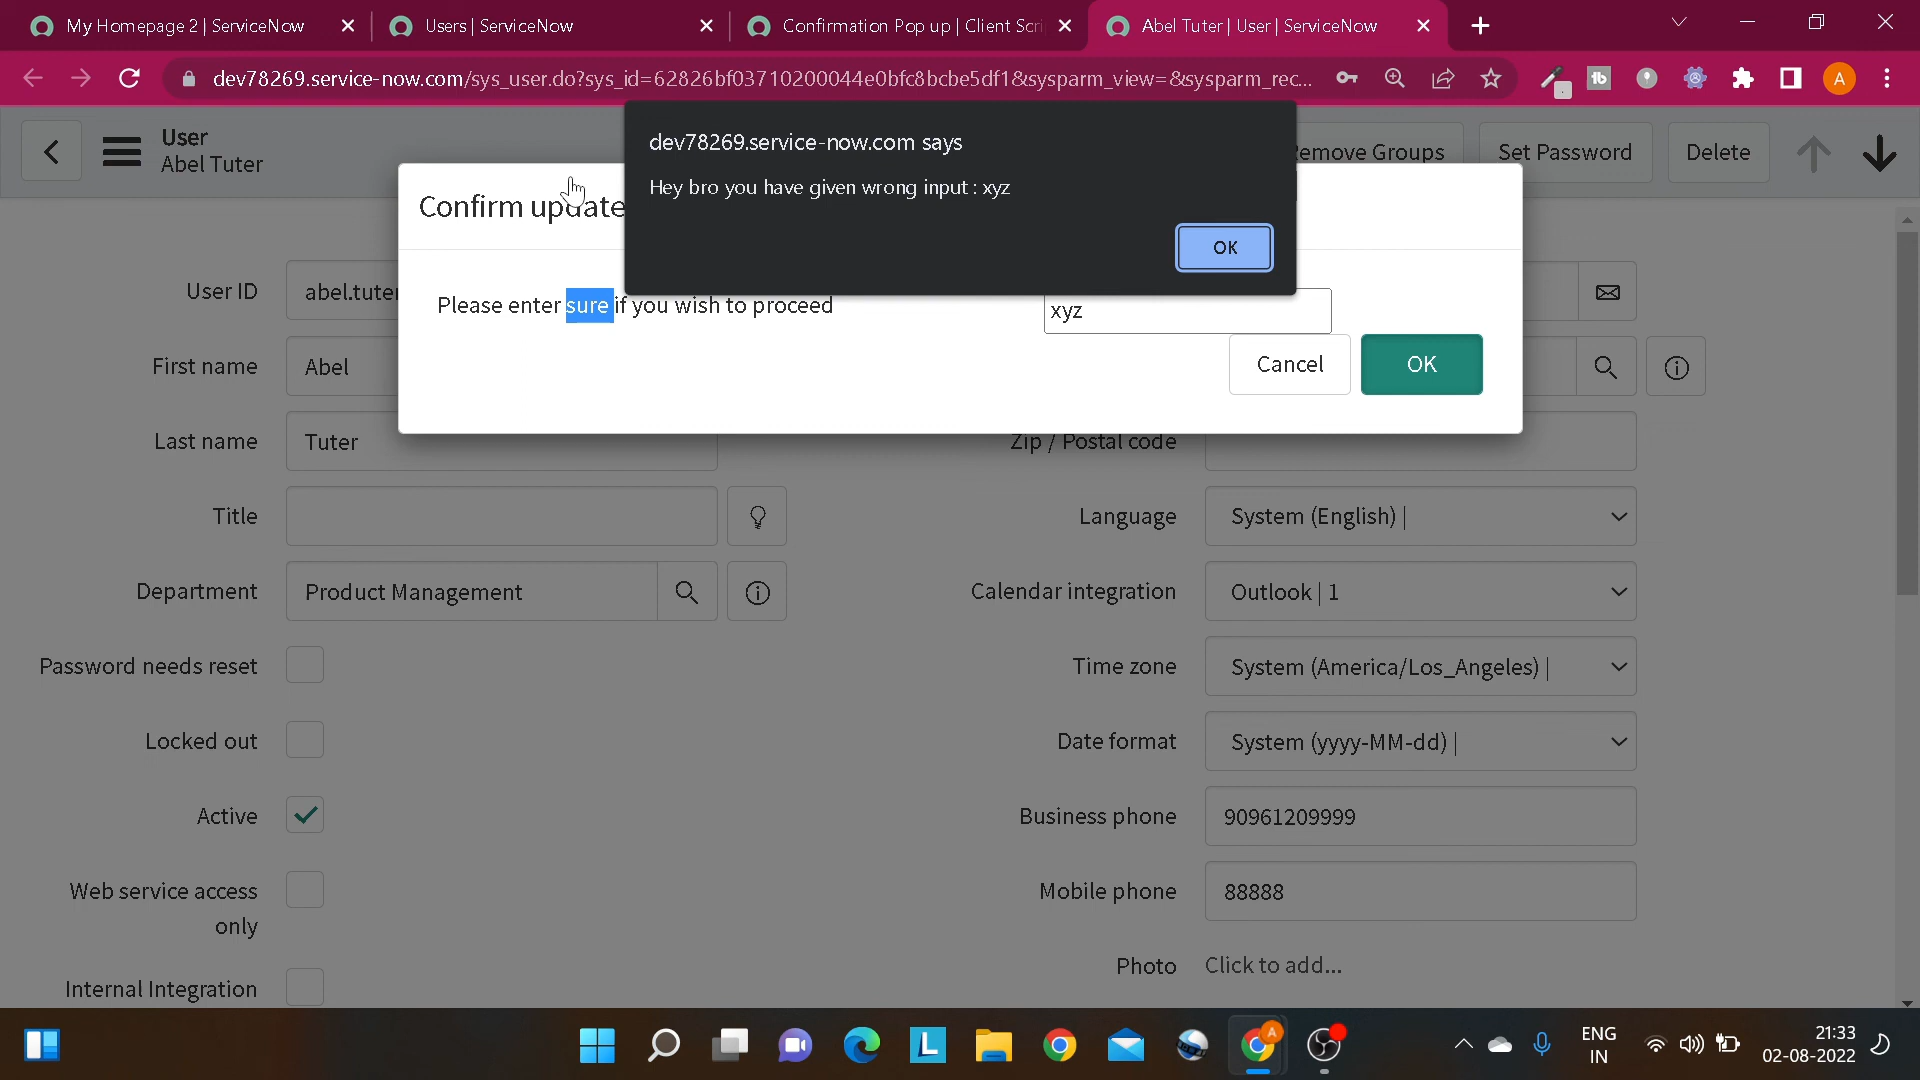 My Homepage 2 | ServiceNow
Users | ServiceNow
Confirmation Pop up | Client Scri
Abel Tuter | User | ServiceNow
dev78269.service-now.com/sys_user.do?sys_id=62826bf03710200044e0bfc8bcbe5df1&sysparm_view=&sysparm_rec...
tb
A
User
Abel Tuter
Remove Groups
Set Password
Delete
dev78269.service-now.com says
Hey bro you have given wrong input : xyz
OK
Confirm update
Please enter sure if you wish to proceed
xyz
Cancel
OK
User ID
abel.tuter
First name
Abel
Last name
Tuter
Zip / Postal code
Title
Language
System (English) |
Department
Product Management
Calendar integration
Outlook | 1
Password needs reset
Time zone
System (America/Los_Angeles) |
Locked out
Date format
System (yyyy-MM-dd) |
Active
Business phone
90961209999
Web service access
only
Mobile phone
88888
Photo
Click to add...
Internal Integration
L
A
ENG
IN
21:33
02-08-2022